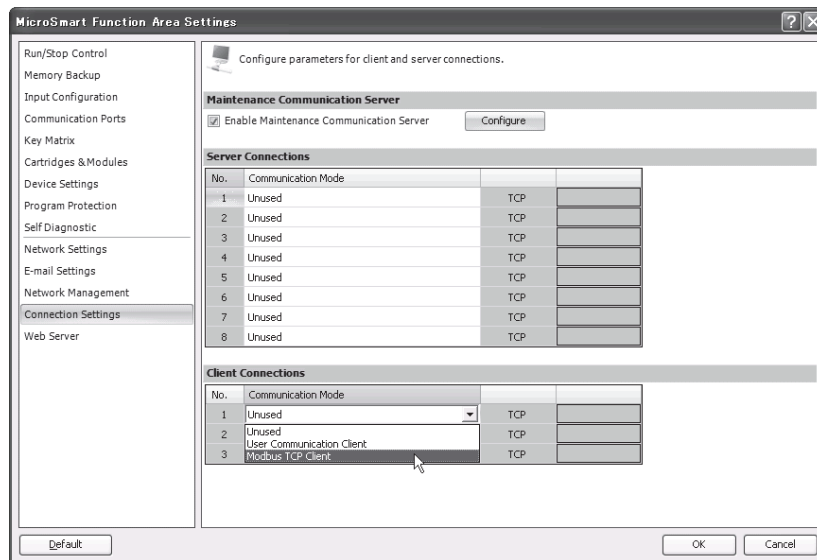 MicroSmart Function Area Settings
Run/Stop Control
Memory Backup
Input Configuration
Communication Ports
Key Matrix
Cartridges & Modules
Device Settings
Program Protection
Self Diagnostic
Network Settings
E-mail Settings
Network Management
Connection Settings
Web Server
Configure parameters for client and server connections.
Maintenance Communication Server
Enable Maintenance Communication Server Configure
Server Connections
No. Communication Mode
1 Unused TCP
2 Unused TCP
3 Unused TCP
4 Unused TCP
5 Unused TCP
6 Unused TCP
7 Unused TCP
8 Unused TCP
Client Connections
No. Communication Mode
1 Unused TCP
2 Unused TCP
User Communication Client
3 Modbus TCP Client TCP
Default OK Cancel